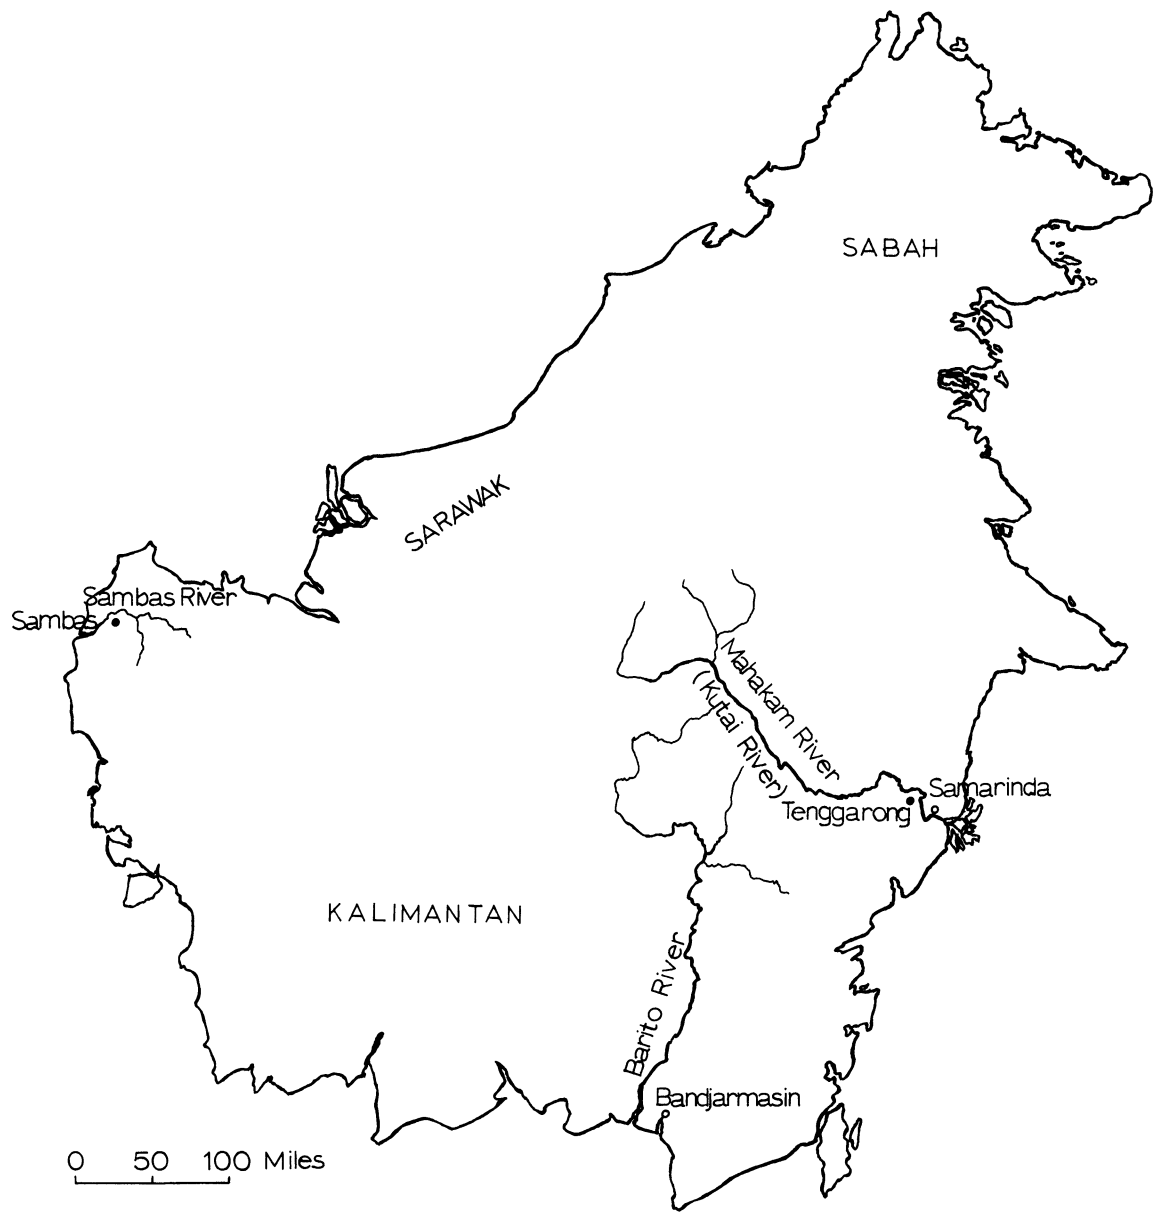 SABAH
SARAWAK
Sambas River
Sambas
Mahakam River
(Kutai River)
Samarinda
Tenggarong
KALIMANTAN
Barito River
Bandjarmasin
0 50 100 Miles